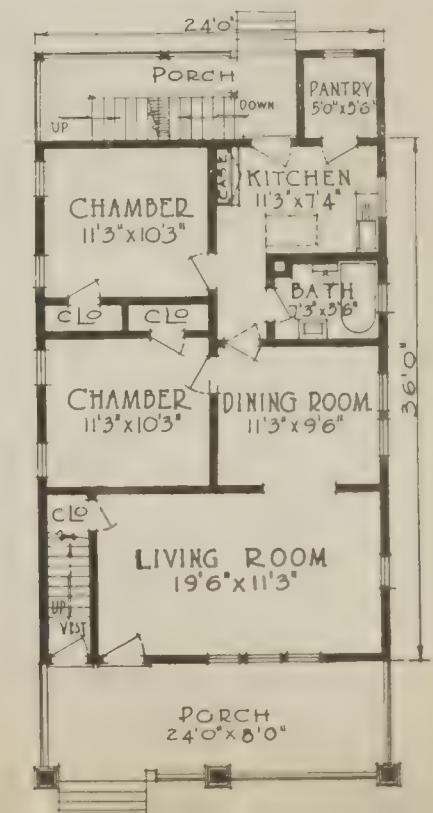 24'0"
PORCH
PANTRY
5'0"x5'6"
UP
DOWN
CASE
KITCHEN
11'3"x7'4"
CHAMBER
11'3"x10'3"
BATH
7'3"x5'6"
CLO
CLO
CHAMBER
11'3"x10'3"
DINING ROOM
11'3"x9'6"
36'0"
CLO
LIVING ROOM
19'6"x11'3"
UP
VEST
PORCH
24'0"x8'0"